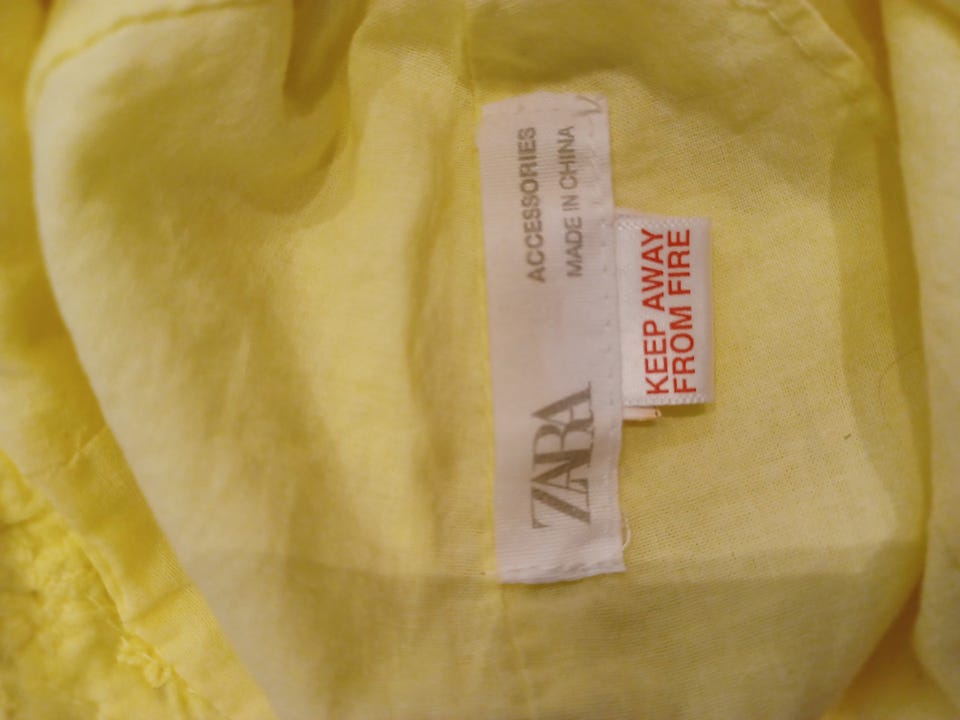 ZARA
ACCESSORIES
MADE IN CHINA
KEEP AWAY
FROM FIRE